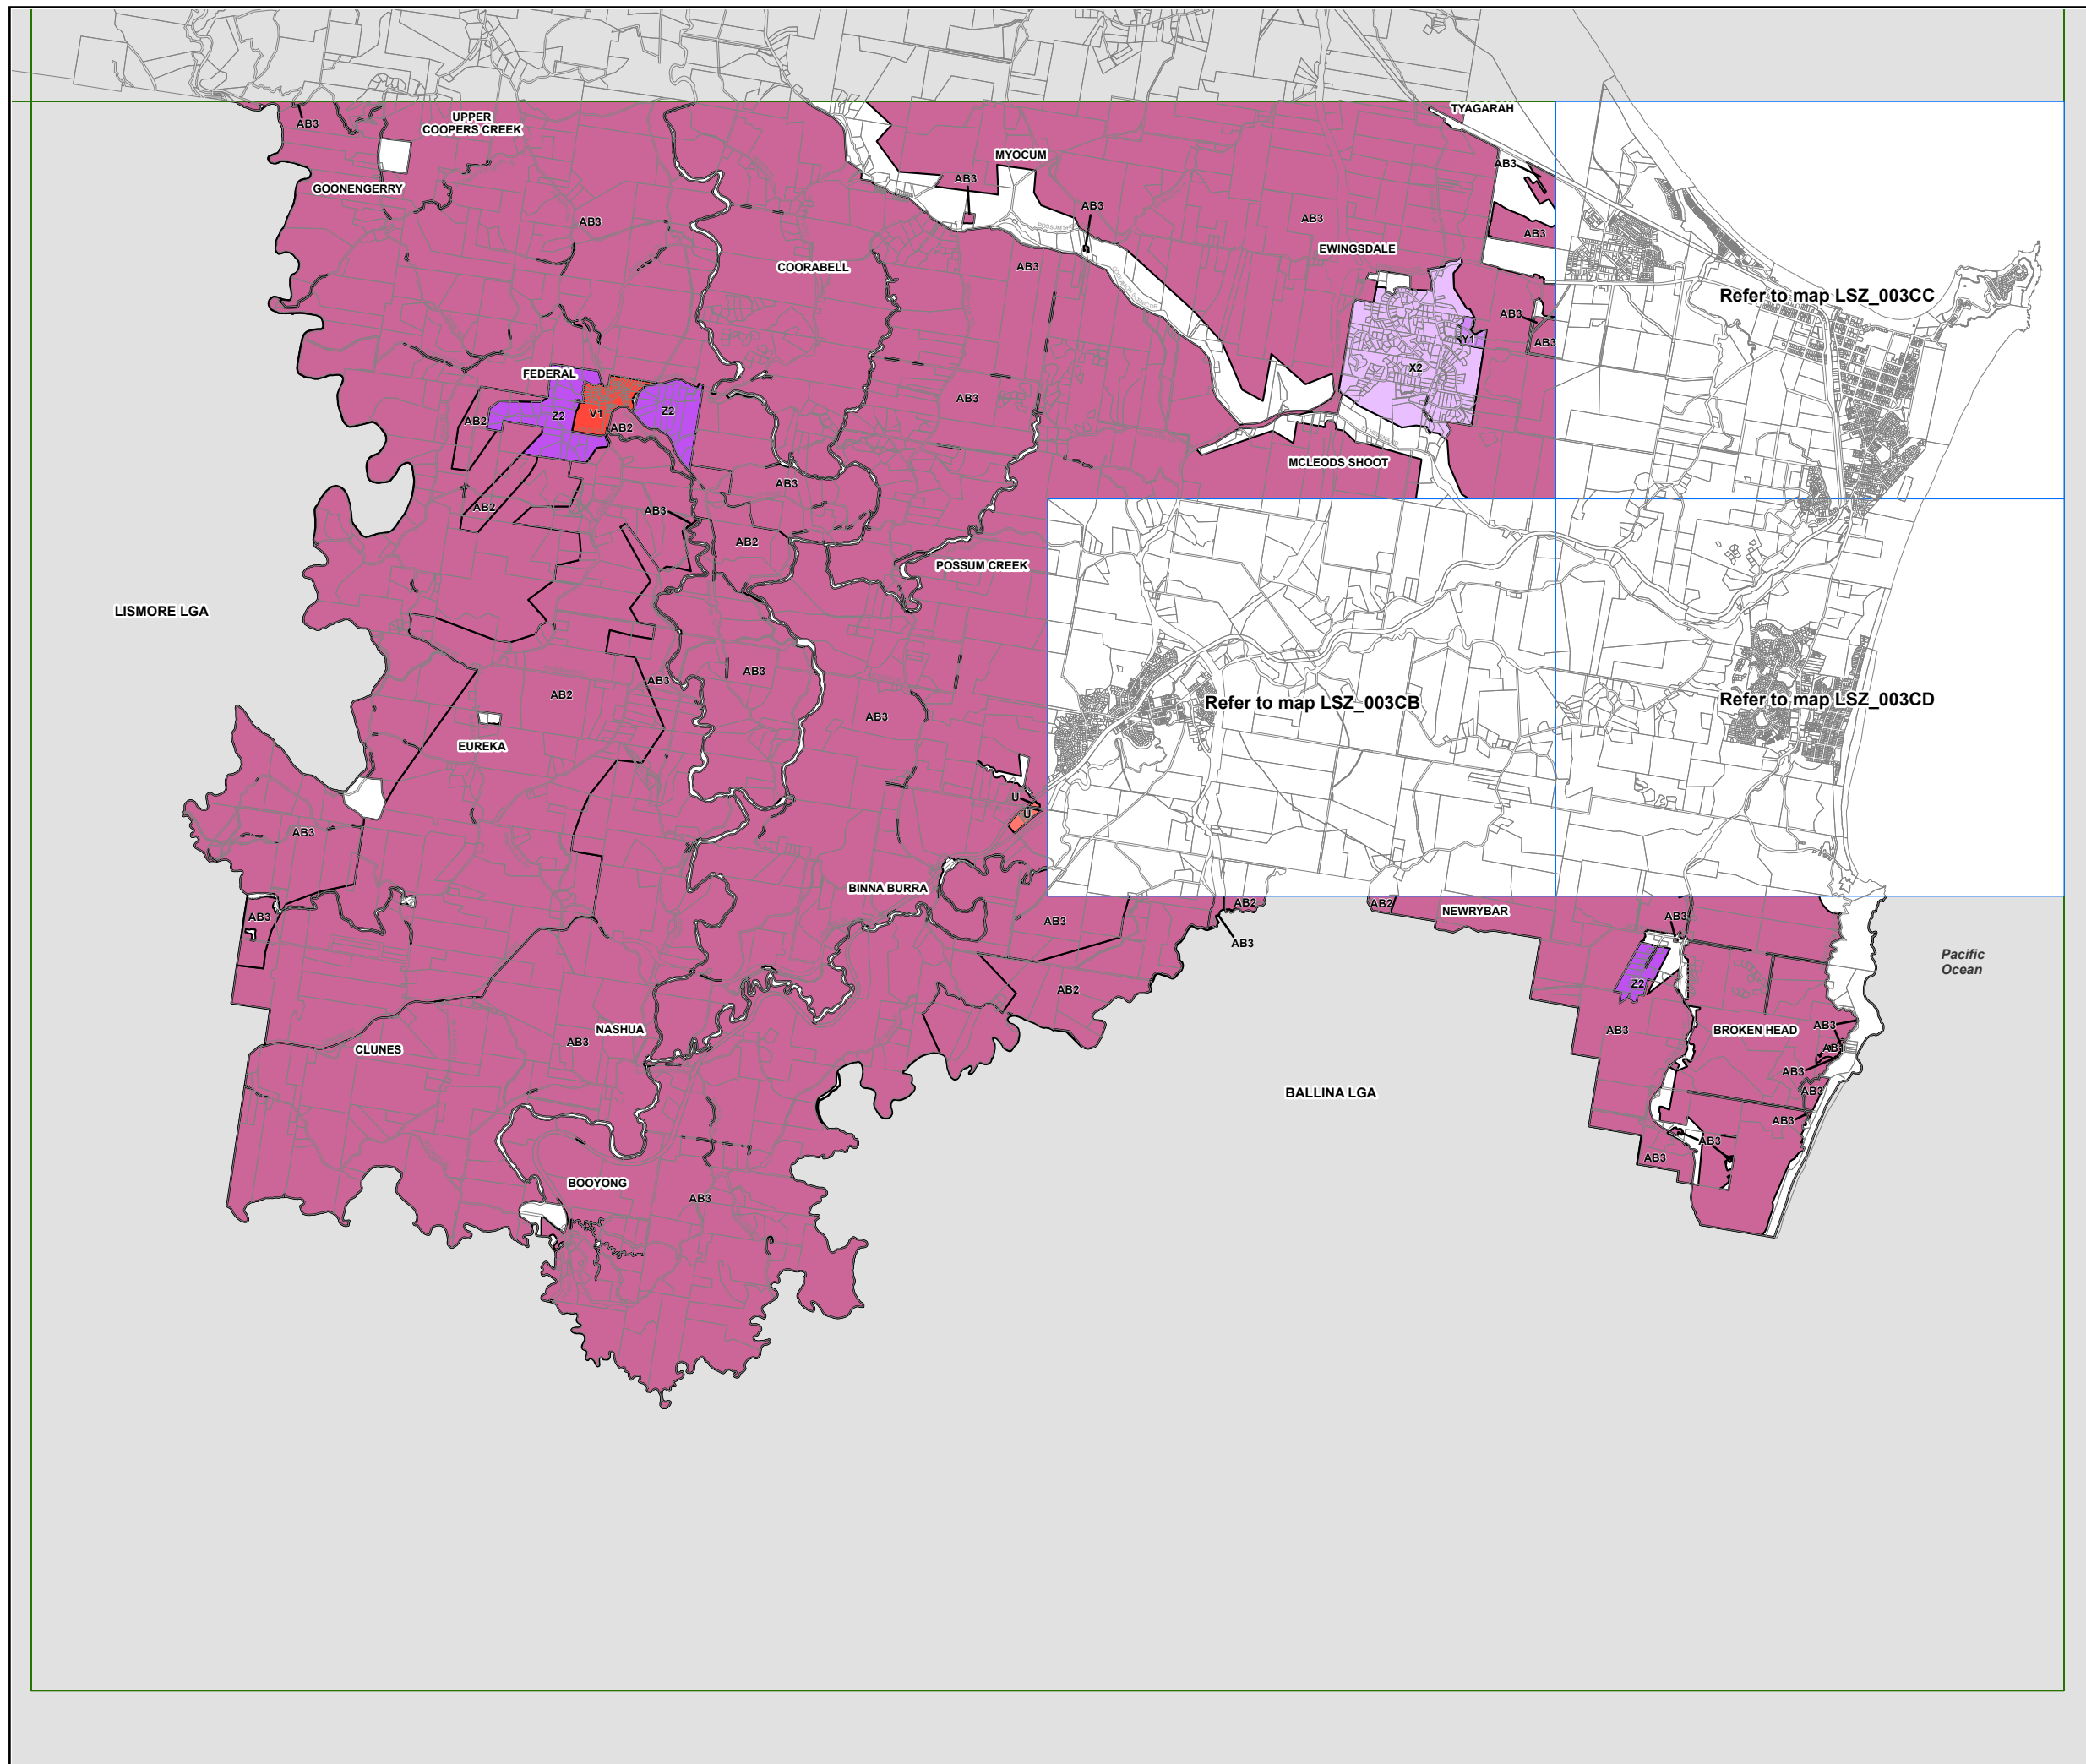 TYAGARAH
AB3
UPPER
COOPERS CREEK
MYOCUM
AB3
AB3
GOONENGERRY
AB3
AB3
AB3
AB3
AB3
EWINGSDALE
COORABELL
AB3
Refer to map LSZ_003CC
AB3
Y1
AB3
X2
FEDERAL
AB3
Z2
V1
Z2
AB2
AB2
MCLEODS SHOOT
AB3
AB2
AB3
AB2
POSSUM CREEK
LISMORE LGA
AB3
AB3
AB2
Refer to map LSZ_003CB
Refer to map LSZ_003CD
AB3
EUREKA
U
U
AB3
BINNA BURRA
AB2
AB2
NEWRYBAR
AB3
AB3
AB3
AB3
Pacific
Ocean
Z2
AB2
NASHUA
AB3
AB3
BROKEN HEAD
AB3
CLUNES
AB3
AB3
BALLINA LGA
AB3
AB3
AB3
AB3
BOOYONG
AB3